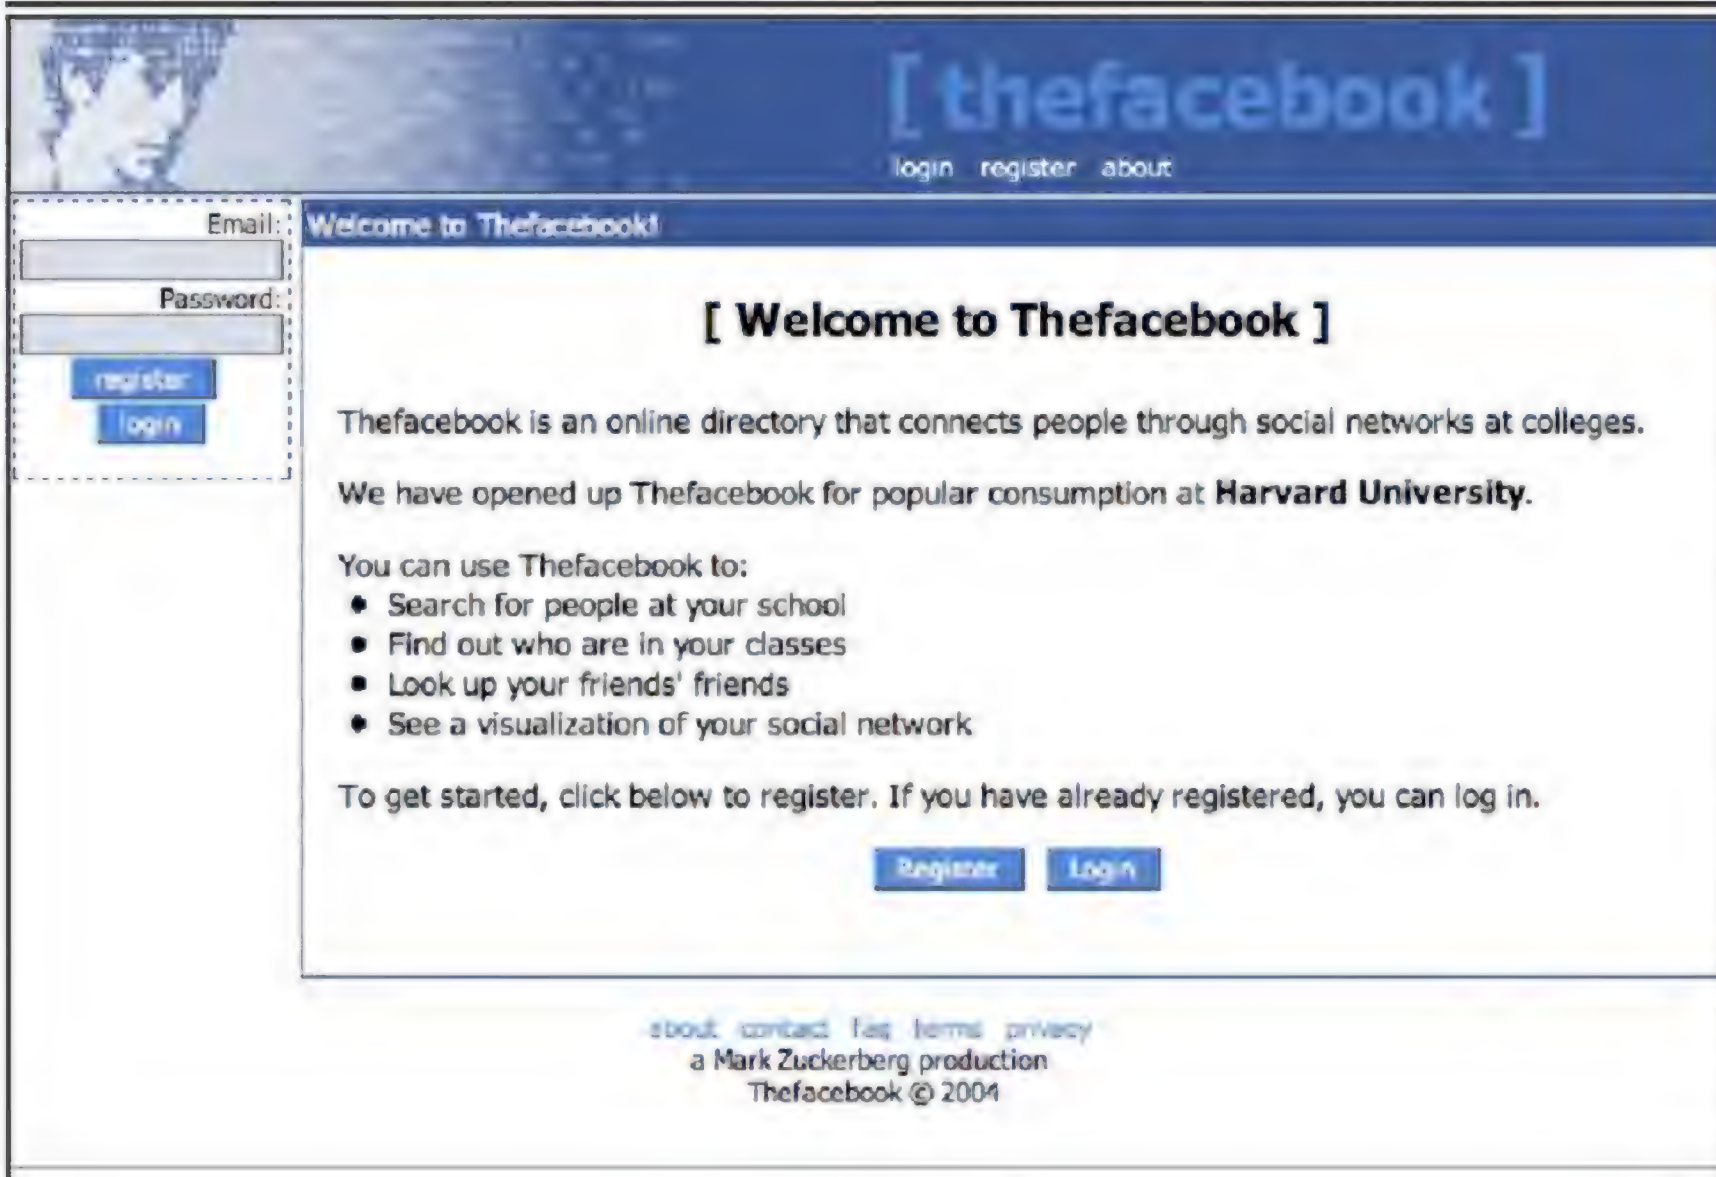 [ thefacebook ]
login register about
Email:
Password:
register
login
Welcome to Thefacebook!
[ Welcome to Thefacebook ]
Thefacebook is an online directory that connects people through social networks at colleges.
We have opened up Thefacebook for popular consumption at Harvard University.
You can use Thefacebook to:
• Search for people at your school
• Find out who are in your classes
• Look up your friends' friends
• See a visualization of your social network
To get started, click below to register. If you have already registered, you can log in.
Register Login
about contact faq terms privacy
a Mark Zuckerberg production
Thefacebook © 2004